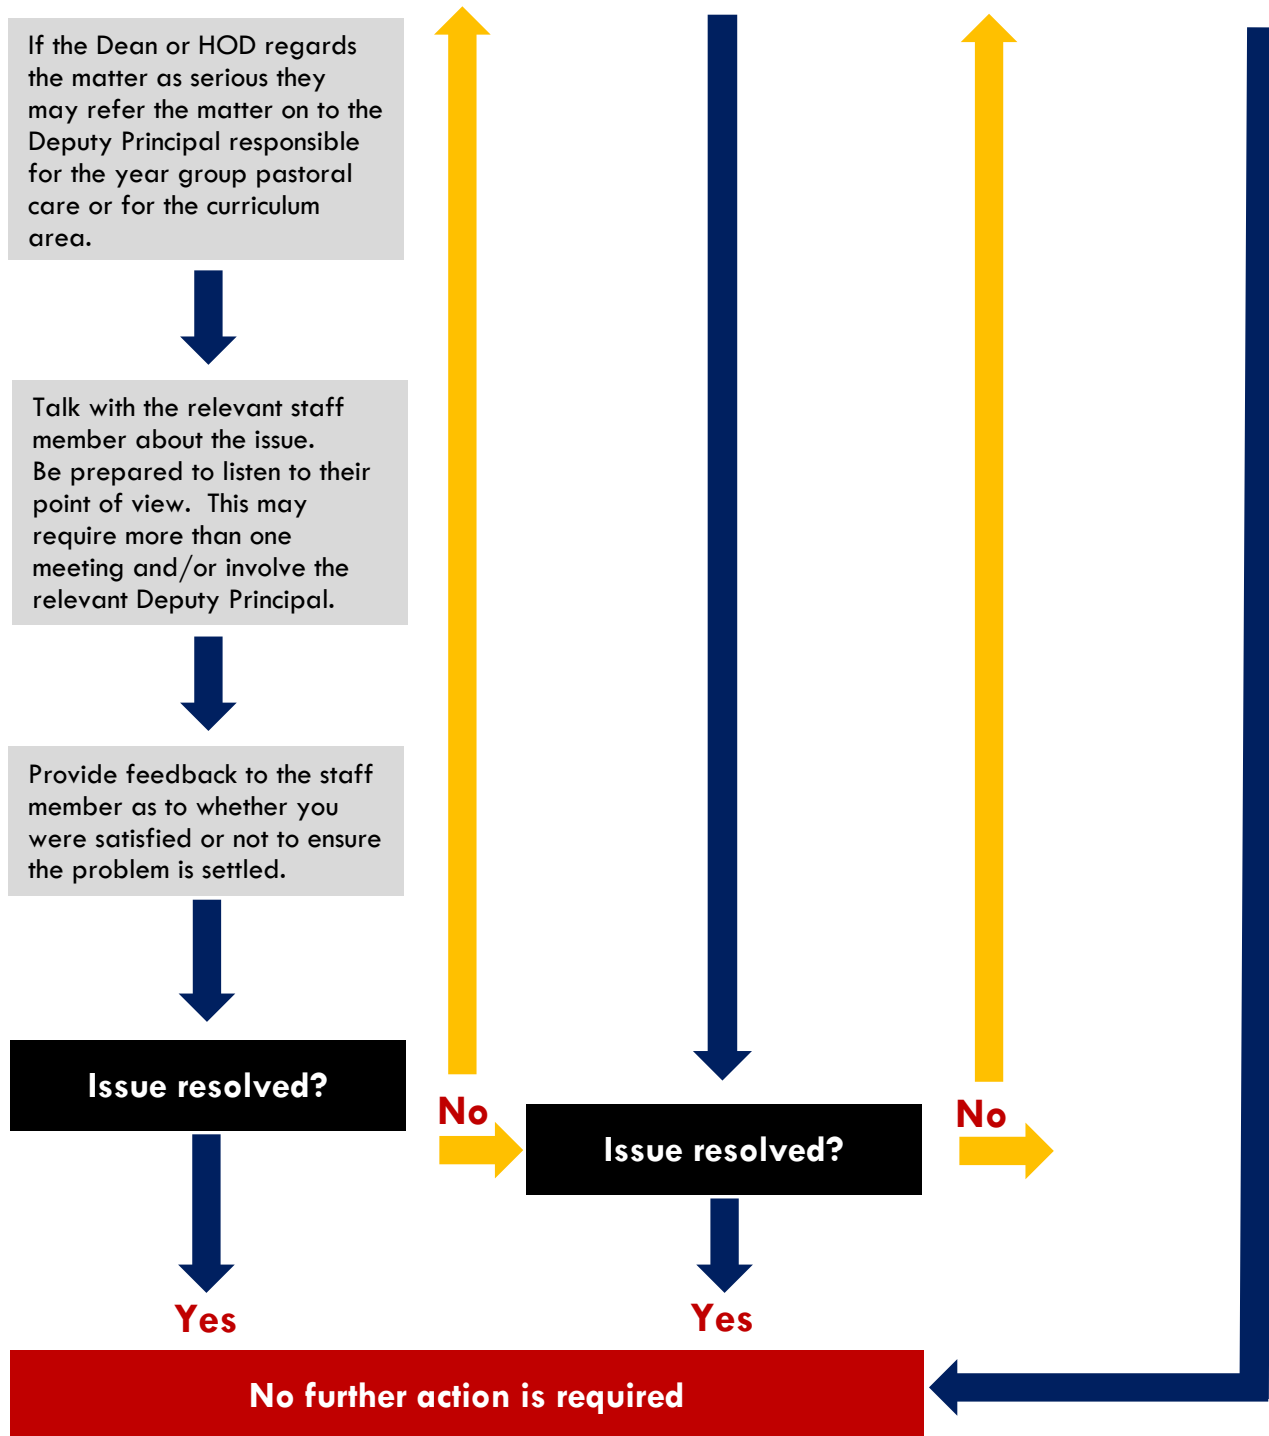 If the Dean or HOD regards
the matter as serious they
may refer the matter on to the
Deputy Principal responsible
for the year group pastoral
care or for the curriculum
area.
Talk with the relevant staff
member about the issue.
Be prepared to listen to their
point of view.  This may
require more than one
meeting and/or involve the
relevant Deputy Principal.
Provide feedback to the staff
member as to whether you
were satisfied or not to ensure
the problem is settled.
Issue resolved?
No
Issue resolved?
No
Yes
Yes
No further action is required